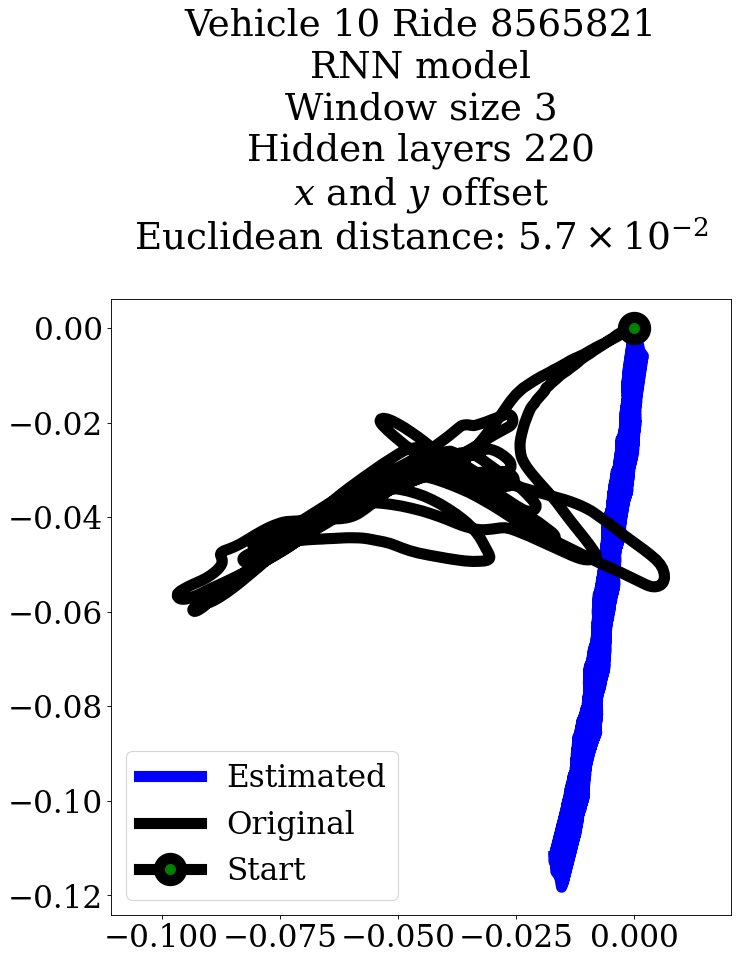 Vehicle 10 Ride 8565821
RNN model
Window size 3
Hidden layers 220
x and y offset
Euclidean distance: 5.7 × 10⁻²
0.00
−0.02
−0.04
−0.06
−0.08
−0.10
−0.12
Estimated
Original
Start
−0.100 −0.075 −0.050 −0.025 0.000